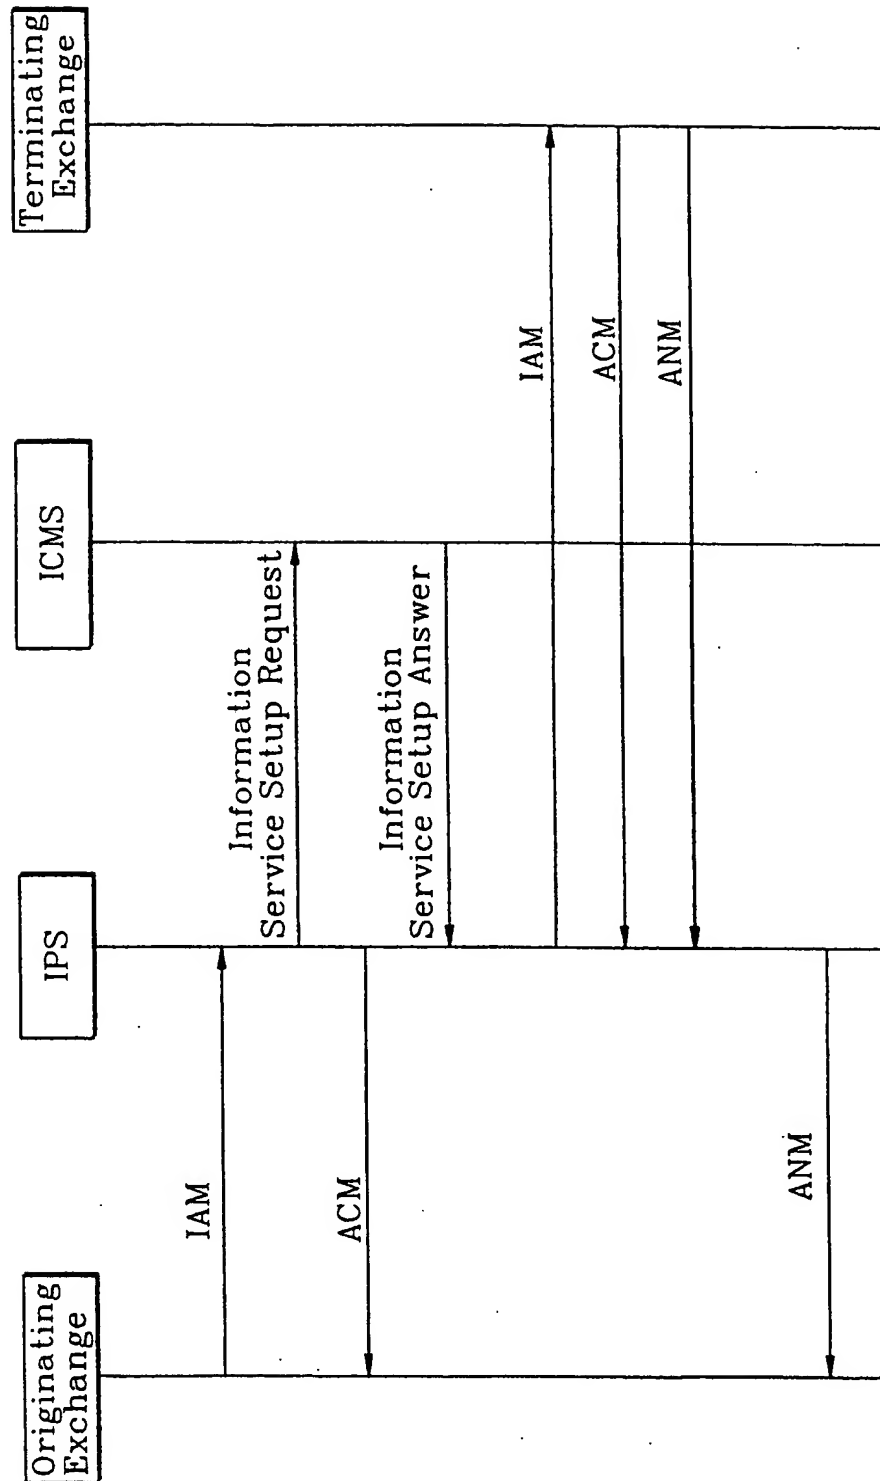 Originating
Exchange
IPS
ICMS
Terminating
Exchange
IAM
Information
Service Setup Request
ACM
Information
Service Setup Answer
IAM
ACM
ANM
ANM